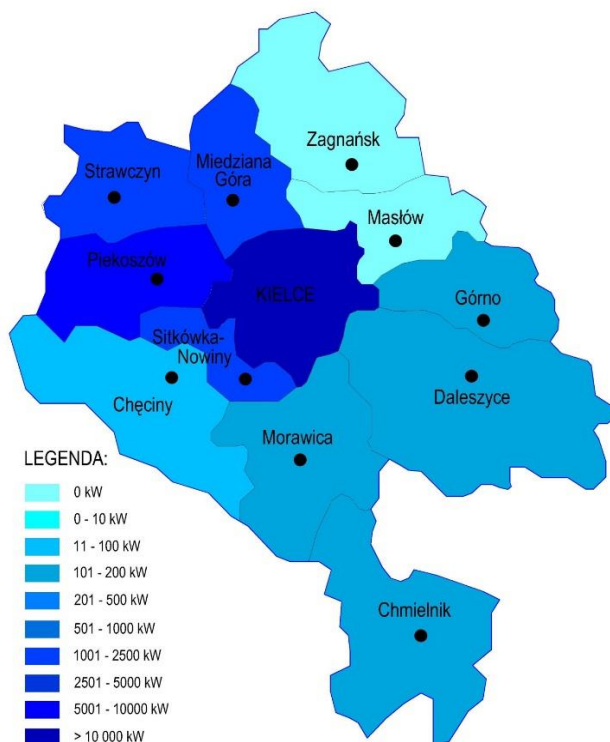 Zagnańsk
Miedziana
Góra
Strawczyn
Masłów
Piekoszów
KIELCE
Górno
Sitkówka-
Nowiny
Chęciny
Daleszyce
Morawica
LEGENDA:
0 kW
0 - 10 kW
11 - 100 kW
101 - 200 kW
201 - 500 kW
501 - 1000 kW
1001 - 2500 kW
2501 - 5000 kW
5001 - 10000 kW
> 10 000 kW
Chmielnik